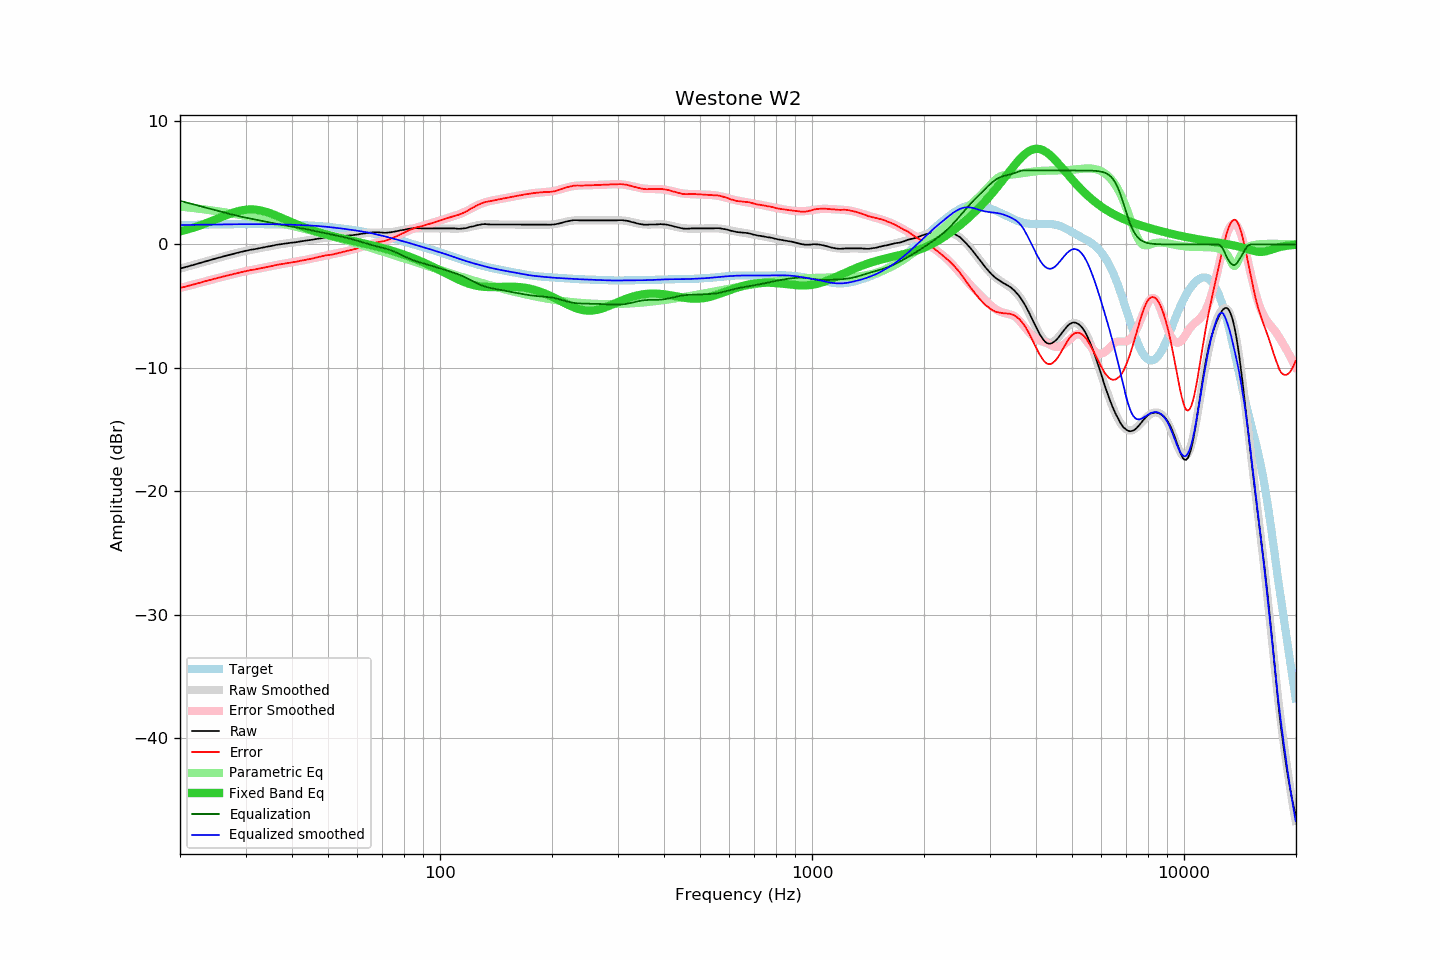 Westone W2
10
0
−10
−20
−30
−40
Amplitude (dBr)
Target
Raw Smoothed
Error Smoothed
Raw
Error
Parametric Eq
Fixed Band Eq
Equalization
Equalized smoothed
100
1000
10000
Frequency (Hz)